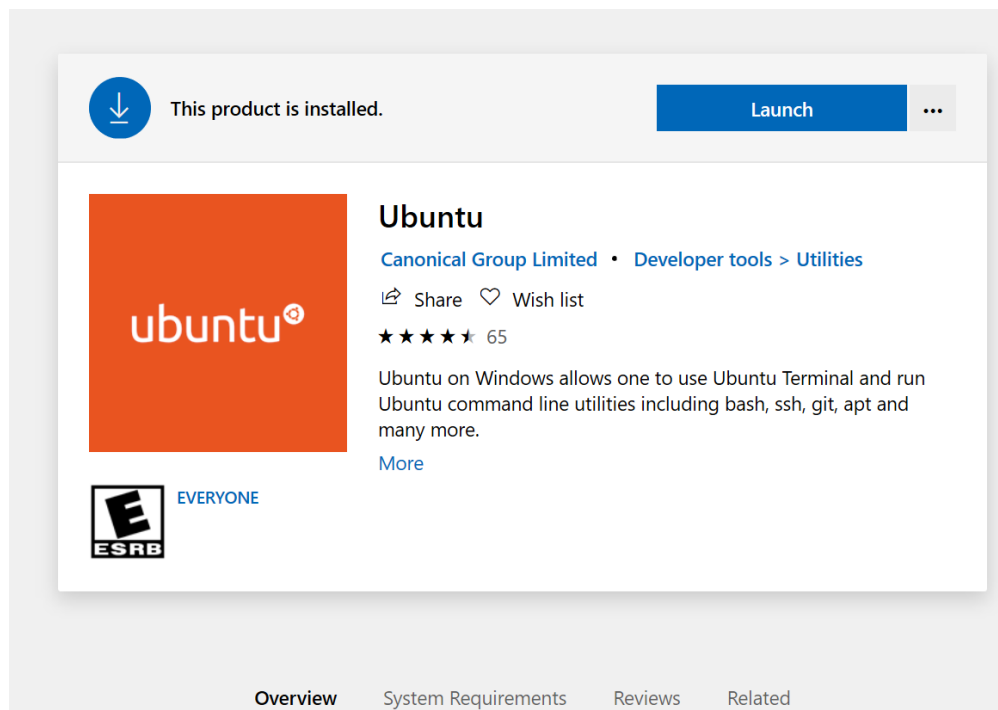 This product is installed.
Launch
...
Ubuntu
Canonical Group Limited • Developer tools > Utilities
Share Wish list
65
Ubuntu on Windows allows one to use Ubuntu Terminal and run
Ubuntu command line utilities including bash, ssh, git, apt and
many more.
More
ubuntu
E
ESRB
EVERYONE
Overview System Requirements Reviews Related